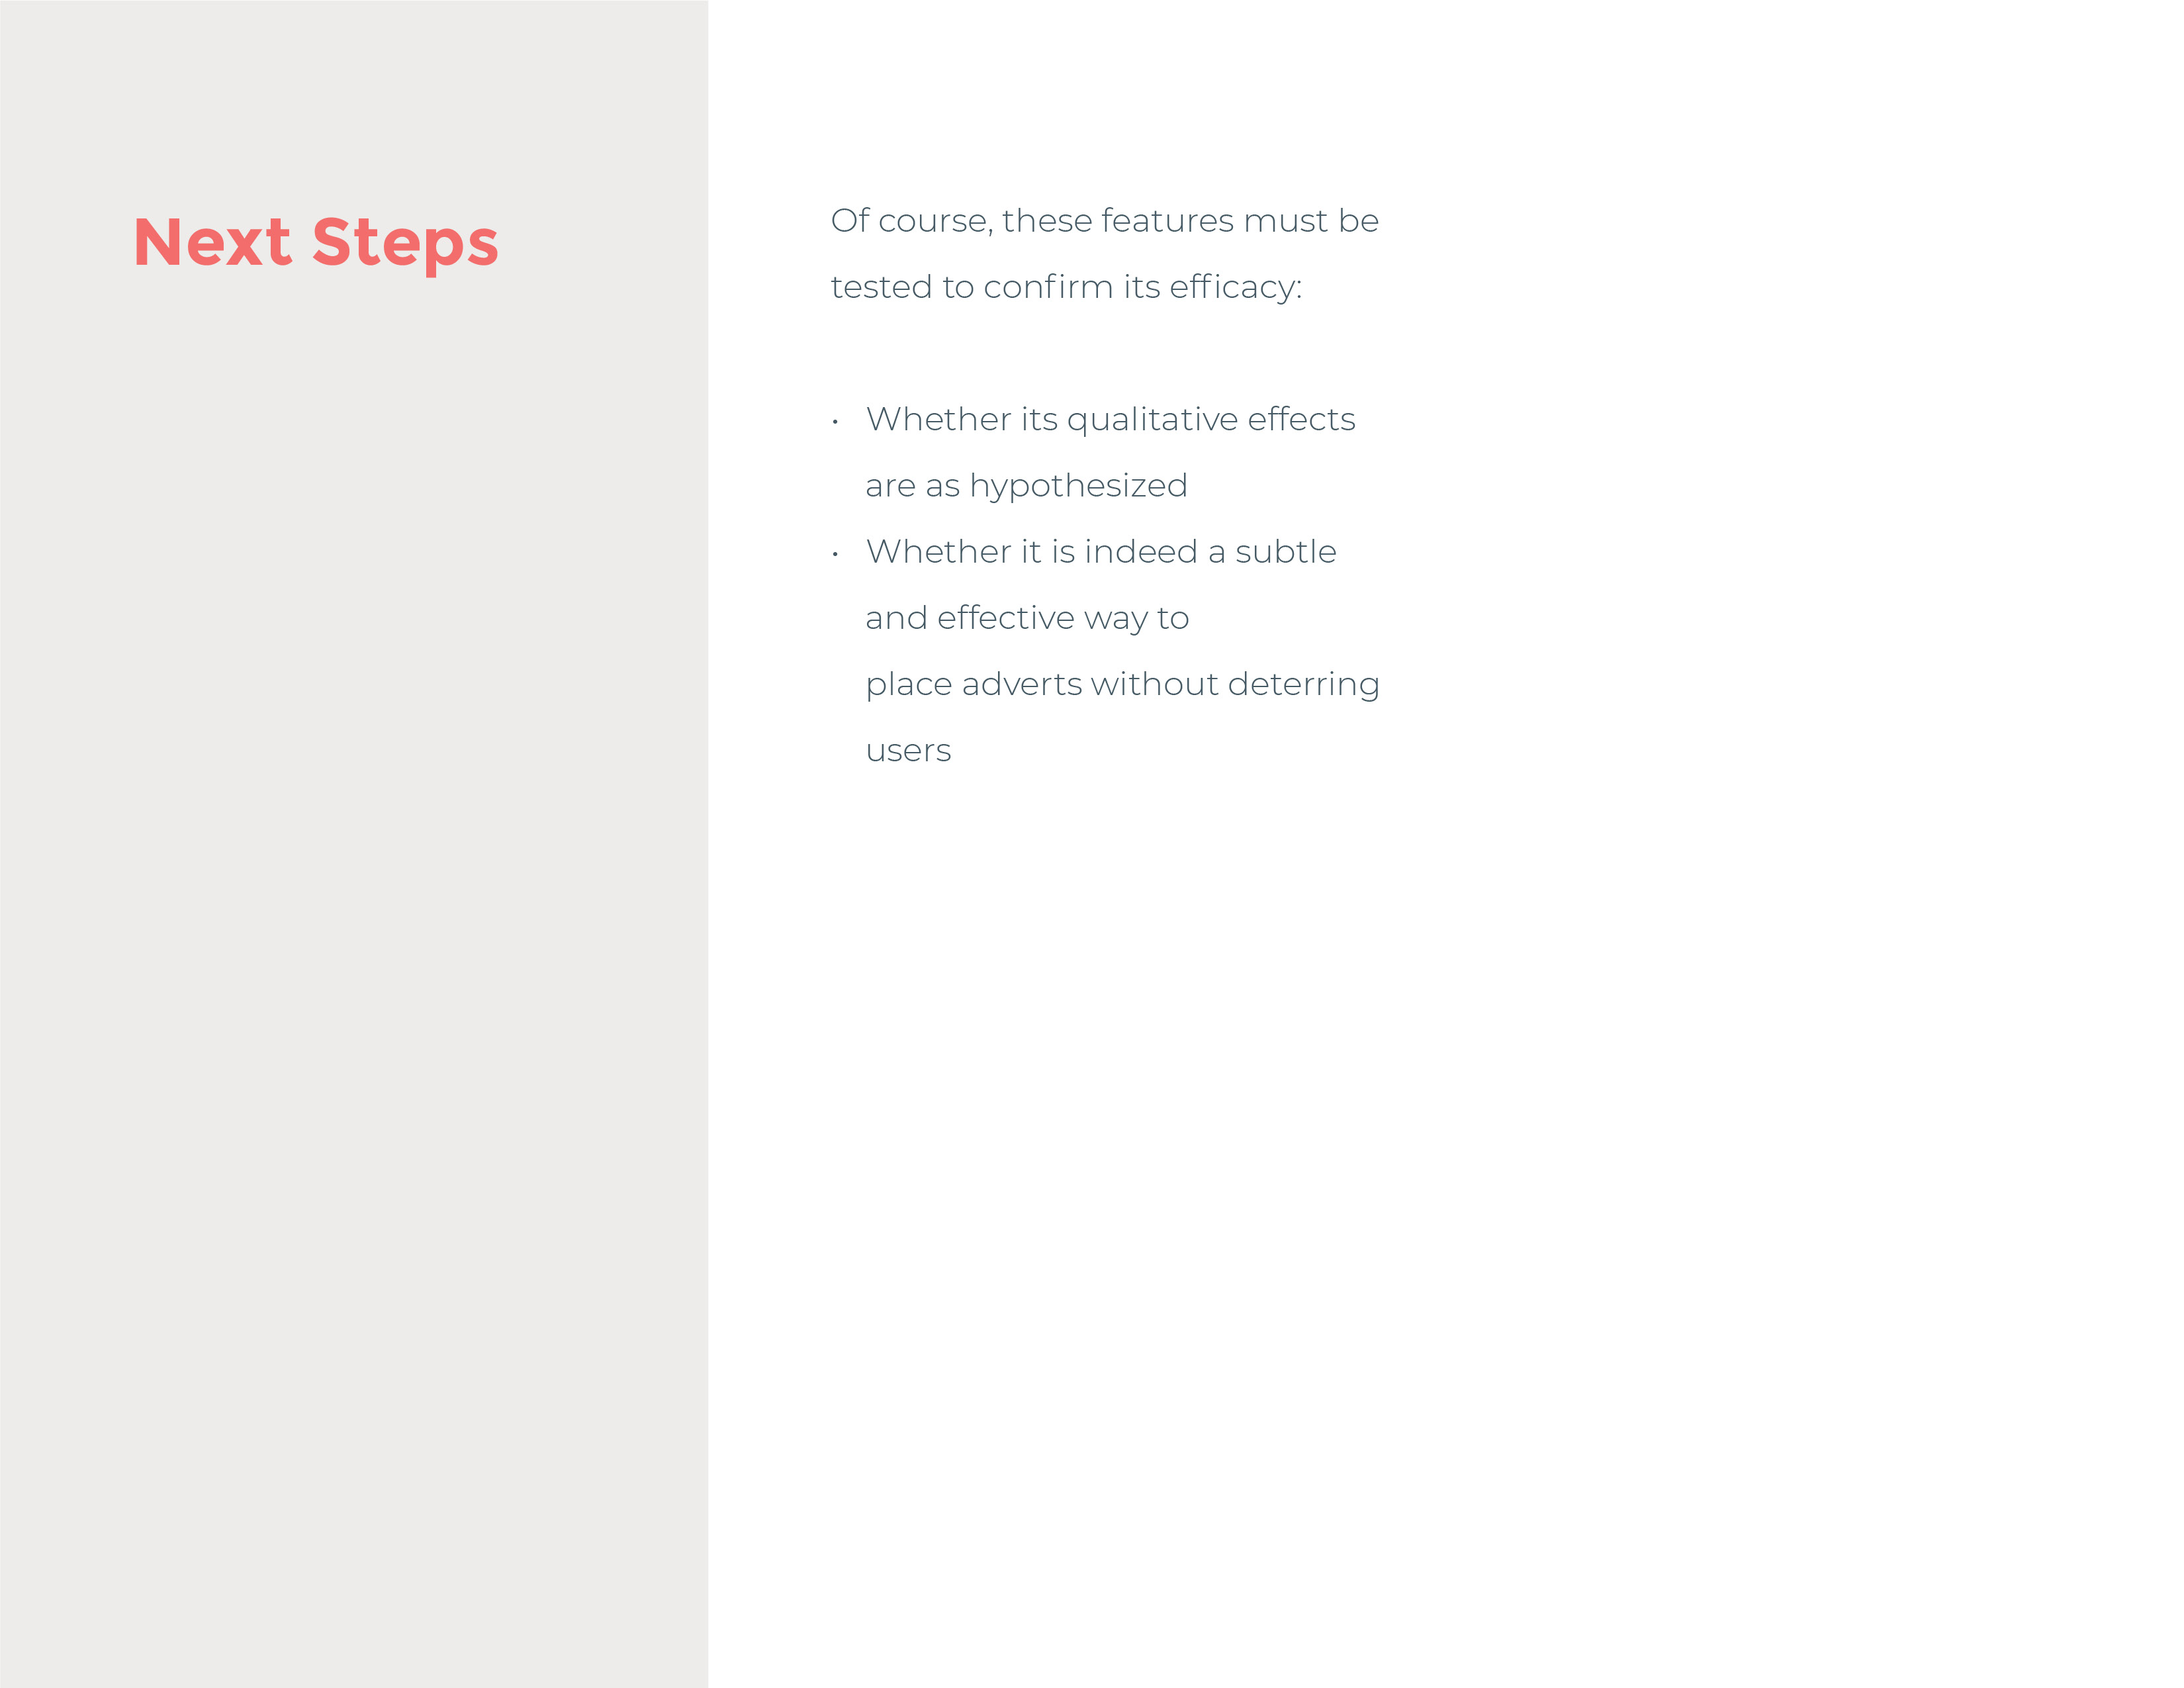 Next Steps
Of course, these features must be
tested to confirm its efficacy:
• Whether its qualitative effects
are as hypothesized
• Whether it is indeed a subtle
and effective way to
place adverts without deterring
users